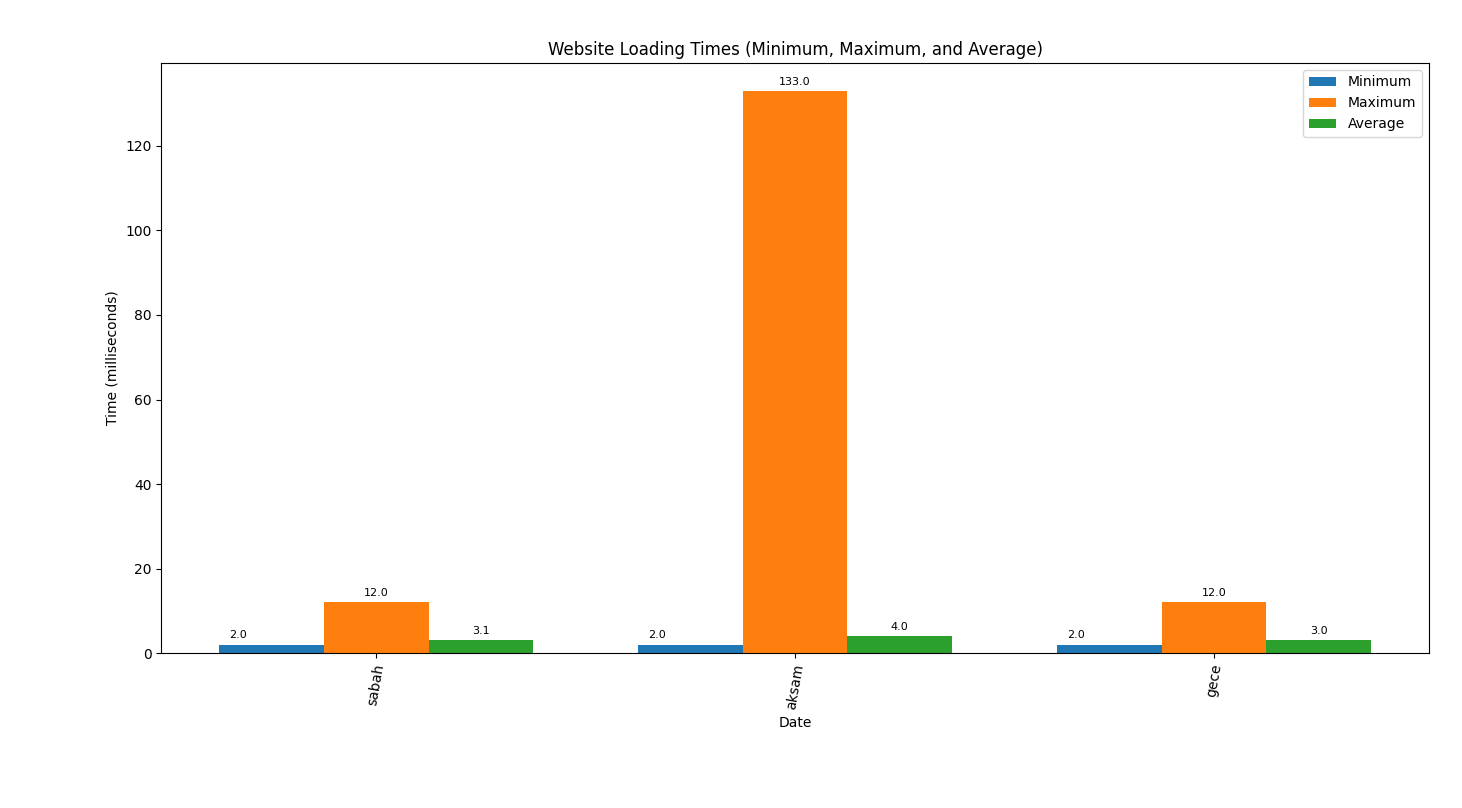 Website Loading Times (Minimum, Maximum, and Average)
Minimum
Maximum
Average
Time (milliseconds)
120
100
80
60
40
20
0
2.0
12.0
3.1
2.0
133.0
4.0
2.0
12.0
3.0
sabah
aksam
gece
Date